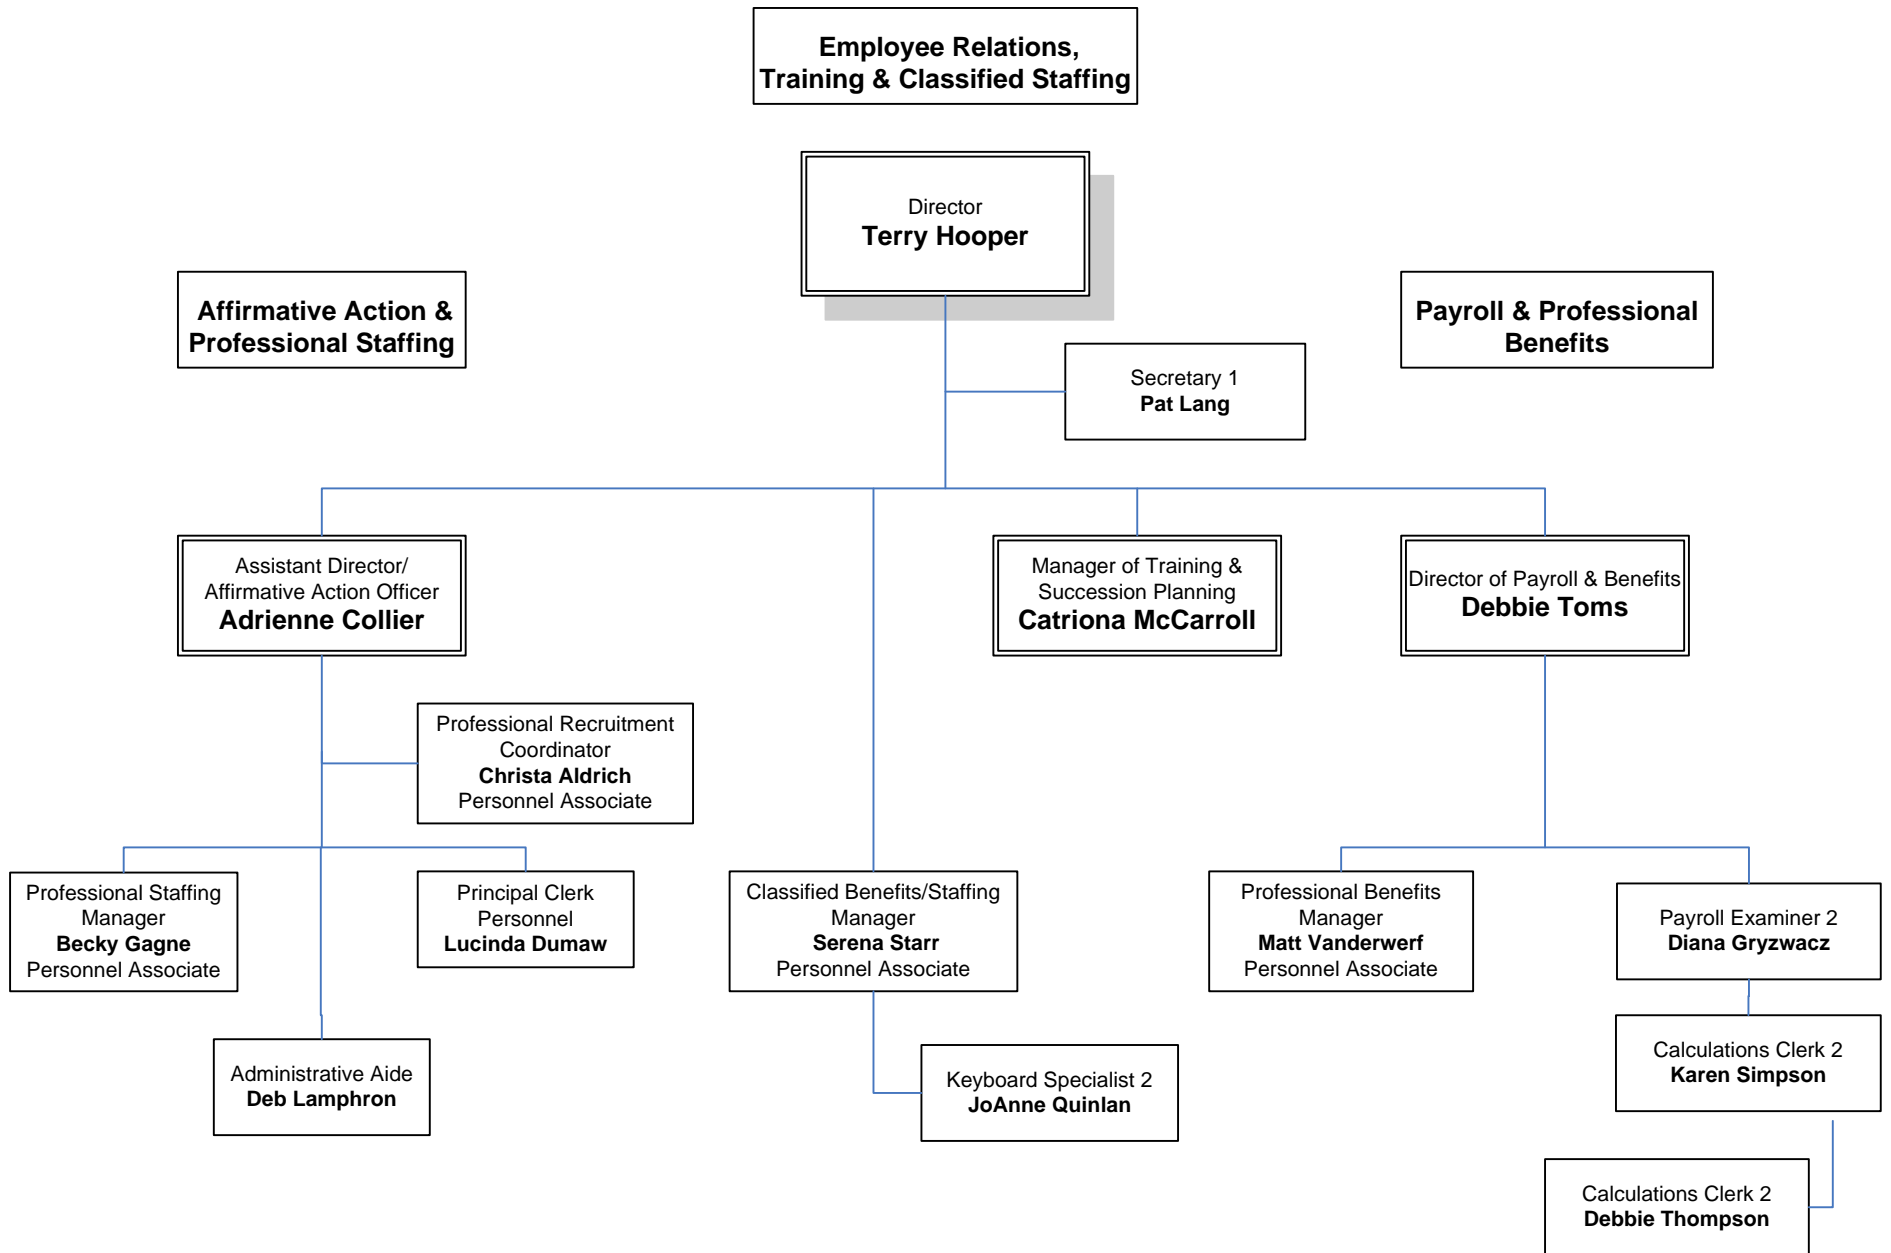 Employee Relations,
Training & Classified Staffing
Director
Terry Hooper
Affirmative Action &
Professional Staffing
Payroll & Professional
Benefits
Secretary 1
Pat Lang
Assistant Director/
Affirmative Action Officer
Adrienne Collier
Manager of Training &
Succession Planning
Catriona McCarroll
Director of Payroll & Benefits
Debbie Toms
Professional Recruitment
Coordinator
Christa Aldrich
Personnel Associate
Professional Staffing
Manager
Becky Gagne
Personnel Associate
Principal Clerk
Personnel
Lucinda Dumaw
Classified Benefits/Staffing
Manager
Serena Starr
Personnel Associate
Professional Benefits
Manager
Matt Vanderwerf
Personnel Associate
Payroll Examiner 2
Diana Gryzwacz
Administrative Aide
Deb Lamphron
Keyboard Specialist 2
JoAnne Quinlan
Calculations Clerk 2
Karen Simpson
Calculations Clerk 2
Debbie Thompson